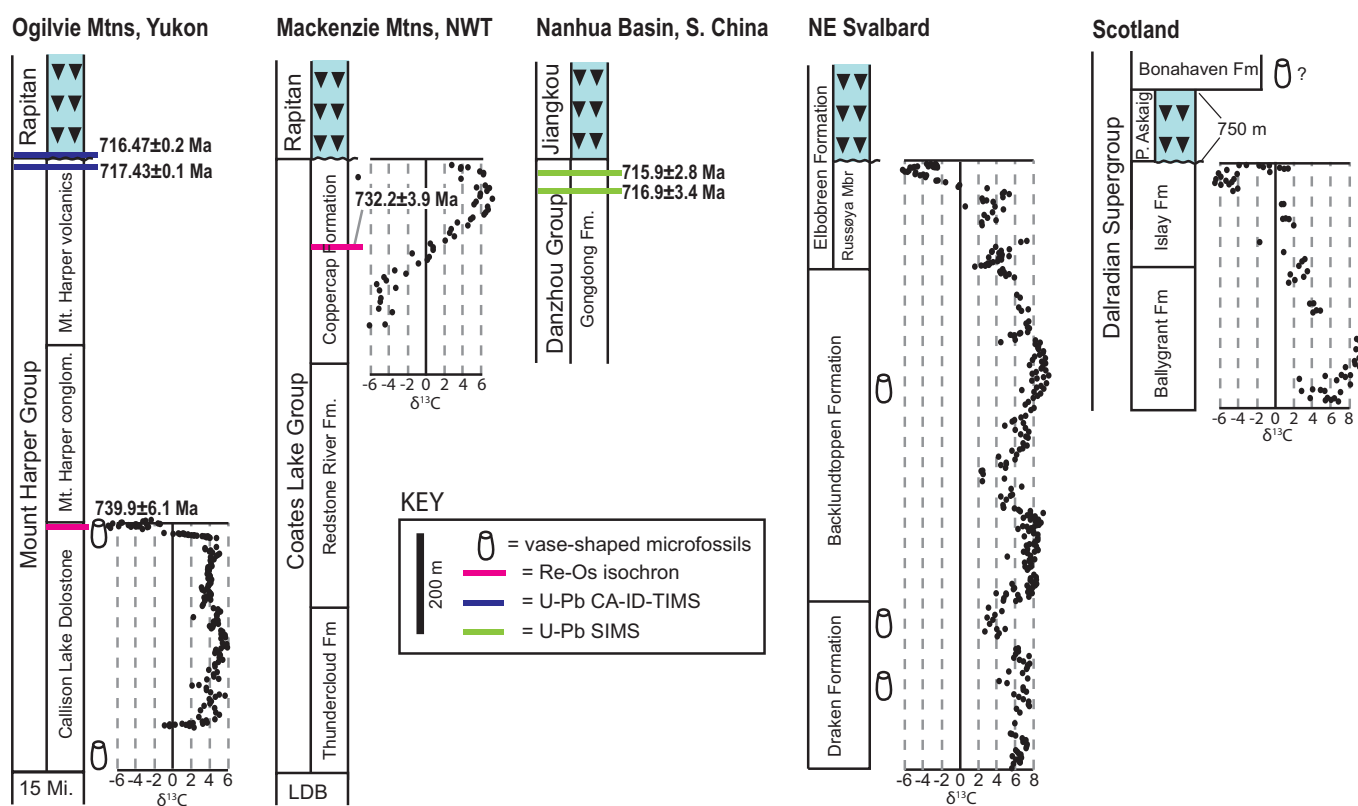 Ogilvie Mtns, Yukon
Rapitan
716.47±0.2 Ma
717.43±0.1 Ma
Mount Harper Group
Mt. Harper volcanics
Mt. Harper conglom.
739.9±6.1 Ma
Callison Lake Dolostone
15 Mi.
-6 -4 -2 0 2 4 6
δ13C
Mackenzie Mtns, NWT
Rapitan
Coates Lake Group
Coppercap Formation
732.2±3.9 Ma
-6 -4 -2 0 2 4 6
δ13C
Redstone River Fm.
Thundercloud Fm
LDB
Nanhua Basin, S. China
Jiangkou
715.9±2.8 Ma
716.9±3.4 Ma
Danzhou Group
Gongdong Fm.
KEY
200 m
= vase-shaped microfossils
= Re-Os isochron
= U-Pb CA-ID-TIMS
= U-Pb SIMS
NE Svalbard
Elbobreen Formation
Russøya Mbr
Backlundtoppen Formation
Draken Formation
-6 -4 -2 0 2 4 6 8
δ13C
Scotland
Dalradian Supergroup
Bonahaven Fm
?
P. Askaig
750 m
Islay Fm
Ballygrant Fm
-6 -4 -2 0 2 4 6 8
δ13C